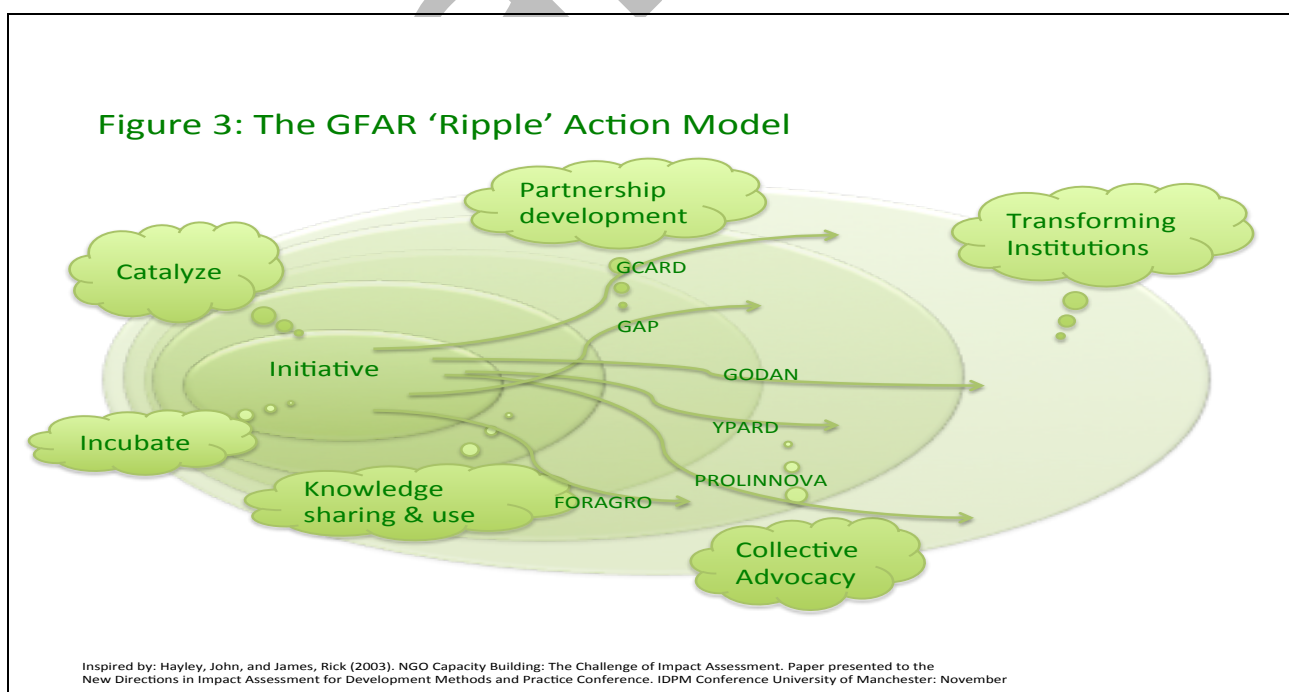 Figure 3: The GFAR ‘Ripple’ Action Model
Partnership
development
Transforming
Institutions
Catalyze
GCARD
GAP
Initiative
GODAN
YPARD
Incubate
PROLINNOVA
Knowledge
sharing & use
FORAGRO
Collective
Advocacy
Inspired by: Hayley, John, and James, Rick (2003). NGO Capacity Building: The Challenge of Impact Assessment. Paper presented to the
New Directions in Impact Assessment for Development Methods and Practice Conference. IDPM Conference University of Manchester: November